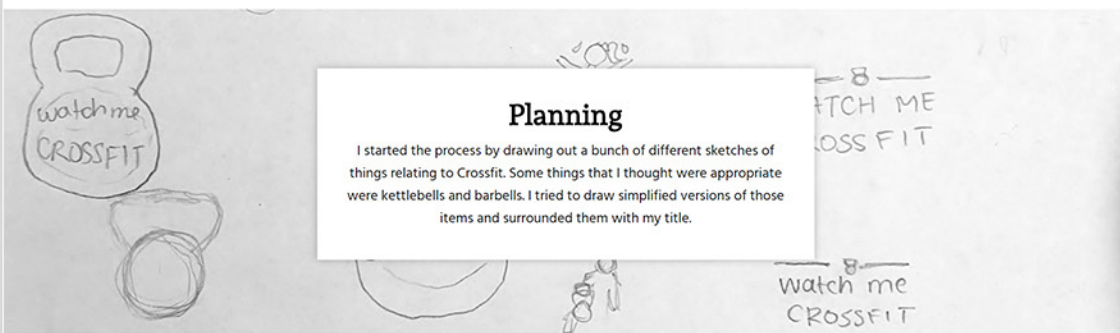 watch me
CROSSFIT
Planning
I started the process by drawing out a bunch of different sketches of
things relating to Crossfit. Some things that I thought were appropriate
were kettlebells and barbells. I tried to draw simplified versions of those
items and surrounded them with my title.
ATCH ME
OSS FIT
watch me
CROSSFIT